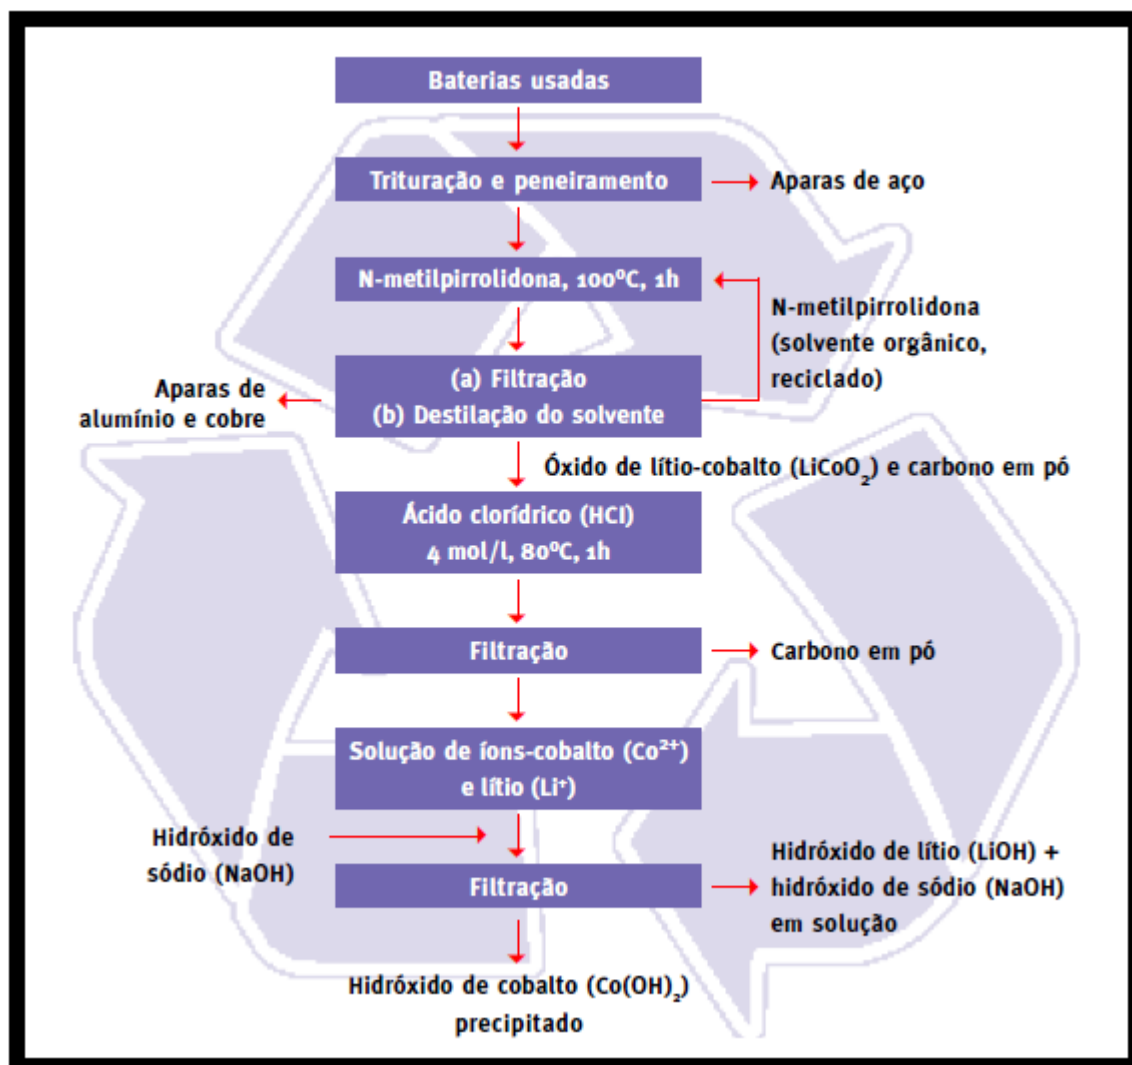 Baterias usadas
Trituração e peneiramento
Aparas de aço
N-metilpirrolidona, 100ºC, 1h
N-metilpirrolidona
(solvente orgânico,
reciclado)
(a) Filtração
(b) Destilação do solvente
Aparas de
alumínio e cobre
Óxido de lítio-cobalto (LiCoO₂) e carbono em pó
Ácido clorídrico (HCl)
4 mol/l, 80ºC, 1h
Filtração
Carbono em pó
Solução de íons-cobalto (Co²⁺)
e lítio (Li⁺)
Hidróxido de
sódio (NaOH)
Filtração
Hidróxido de lítio (LiOH) +
hidróxido de sódio (NaOH)
em solução
Hidróxido de cobalto (Co(OH)₂)
precipitado